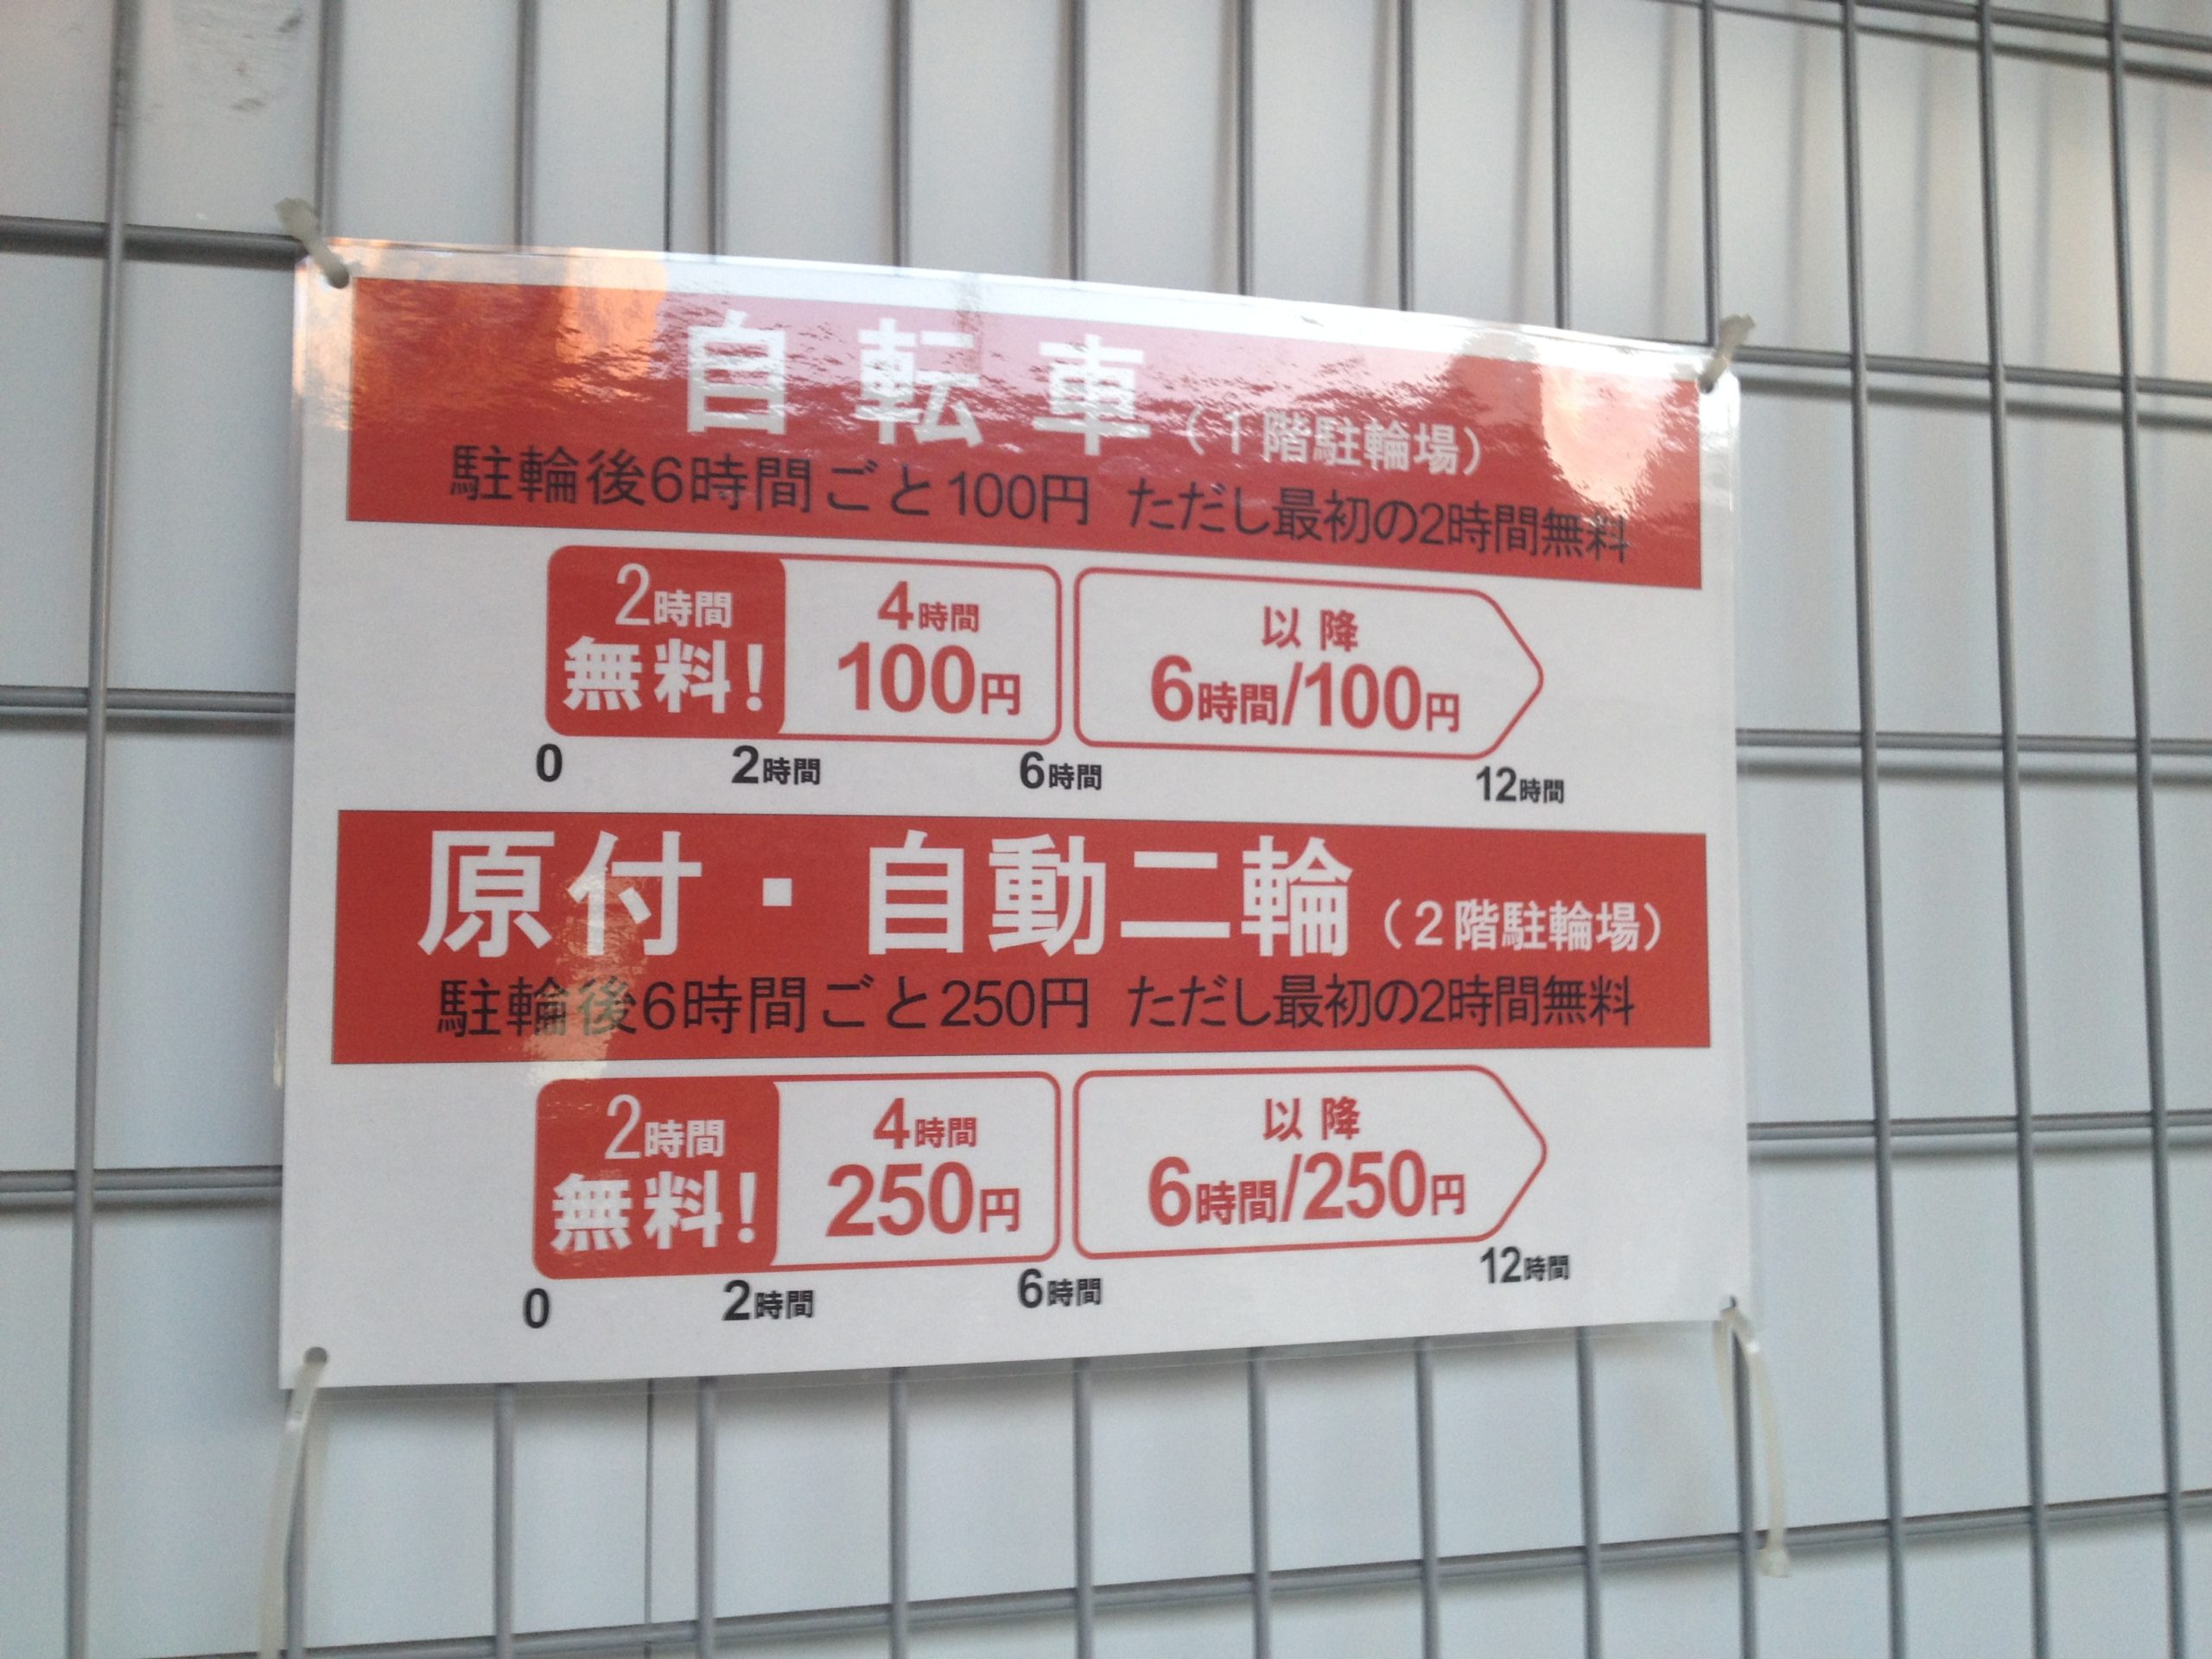 自転車（1階駐輪場）
駐輪後6時間ごと100円 ただし最初の2時間無料
2時間
無料！
4時間
100円
以降
6時間/100円
0 2時間 6時間 12時間
原付・自動二輪（2階駐輪場）
駐輪後6時間ごと250円 ただし最初の2時間無料
2時間
無料！
4時間
250円
以降
6時間/250円
0 2時間 6時間 12時間